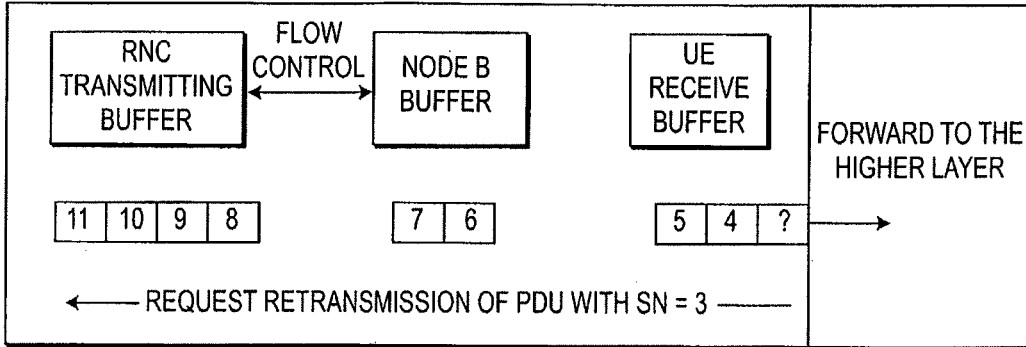 RNC
TRANSMITTING
BUFFER
FLOW
CONTROL
NODE B
BUFFER
UE
RECEIVE
BUFFER
FORWARD TO THE
HIGHER LAYER
11 10 9 8
7 6
5 4 ?
REQUEST RETRANSMISSION OF PDU WITH SN = 3